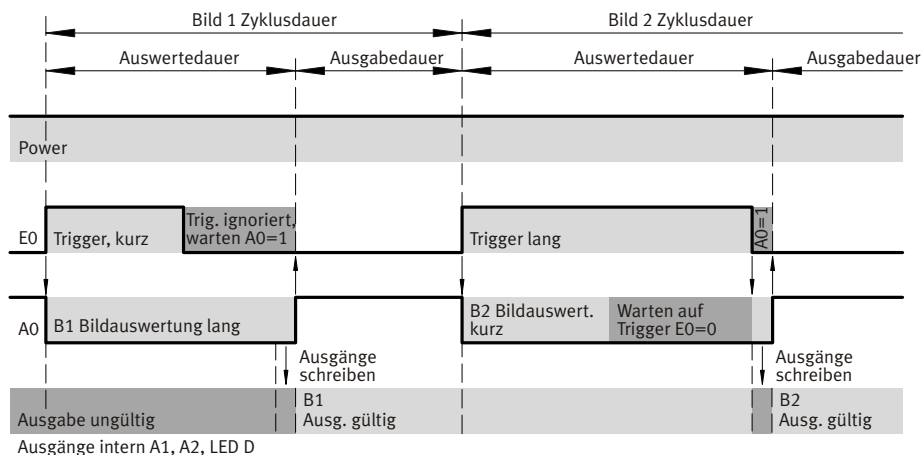 Bild 1 Zyklusdauer
Bild 2 Zyklusdauer
Auswertedauer
Ausgabedauer
Auswertedauer
Ausgabedauer
Power
E0
Trigger, kurz
Trig. ignoriert,
warten A0=1
Trigger lang
A0=1
A0
B1 Bildauswertung lang
B2 Bildauswert.
kurz
Warten auf
Trigger E0=0
Ausgänge
schreiben
Ausgänge
schreiben
Ausgabe ungültig
B1
Ausg. gültig
B2
Ausg. gültig
Ausgänge intern A1, A2, LED D